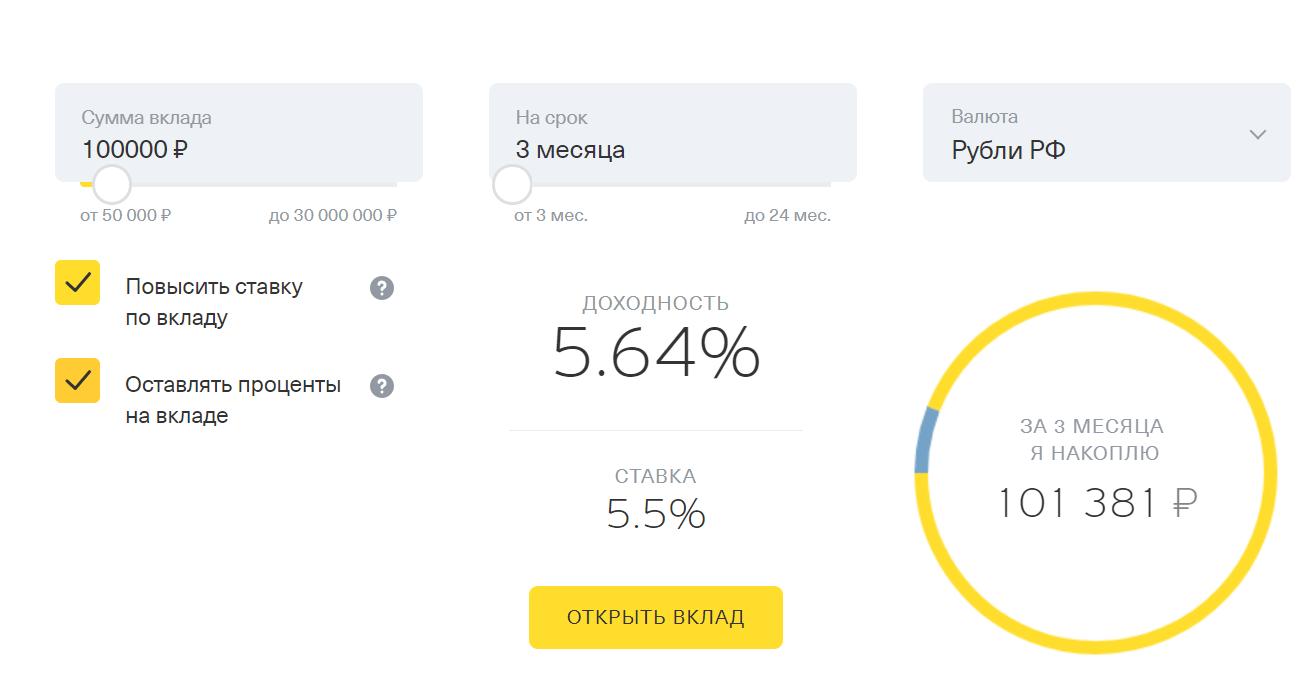 Сумма вклада
100000 ₽
от 50 000 ₽
до 30 000 000 ₽
На срок
3 месяца
от 3 мес.
до 24 мес.
Валюта
Рубли РФ
Повысить ставку
по вкладу
?
Оставлять проценты
на вкладе
?
ДОХОДНОСТЬ
5.64%
СТАВКА
5.5%
ОТКРЫТЬ ВКЛАД
ЗА 3 МЕСЯЦА
Я НАКОПЛЮ
101 381 ₽